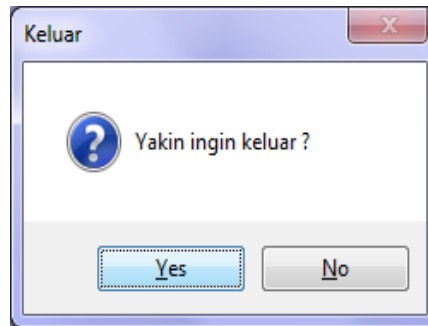 Keluar
Yakin ingin keluar ?
Yes
No